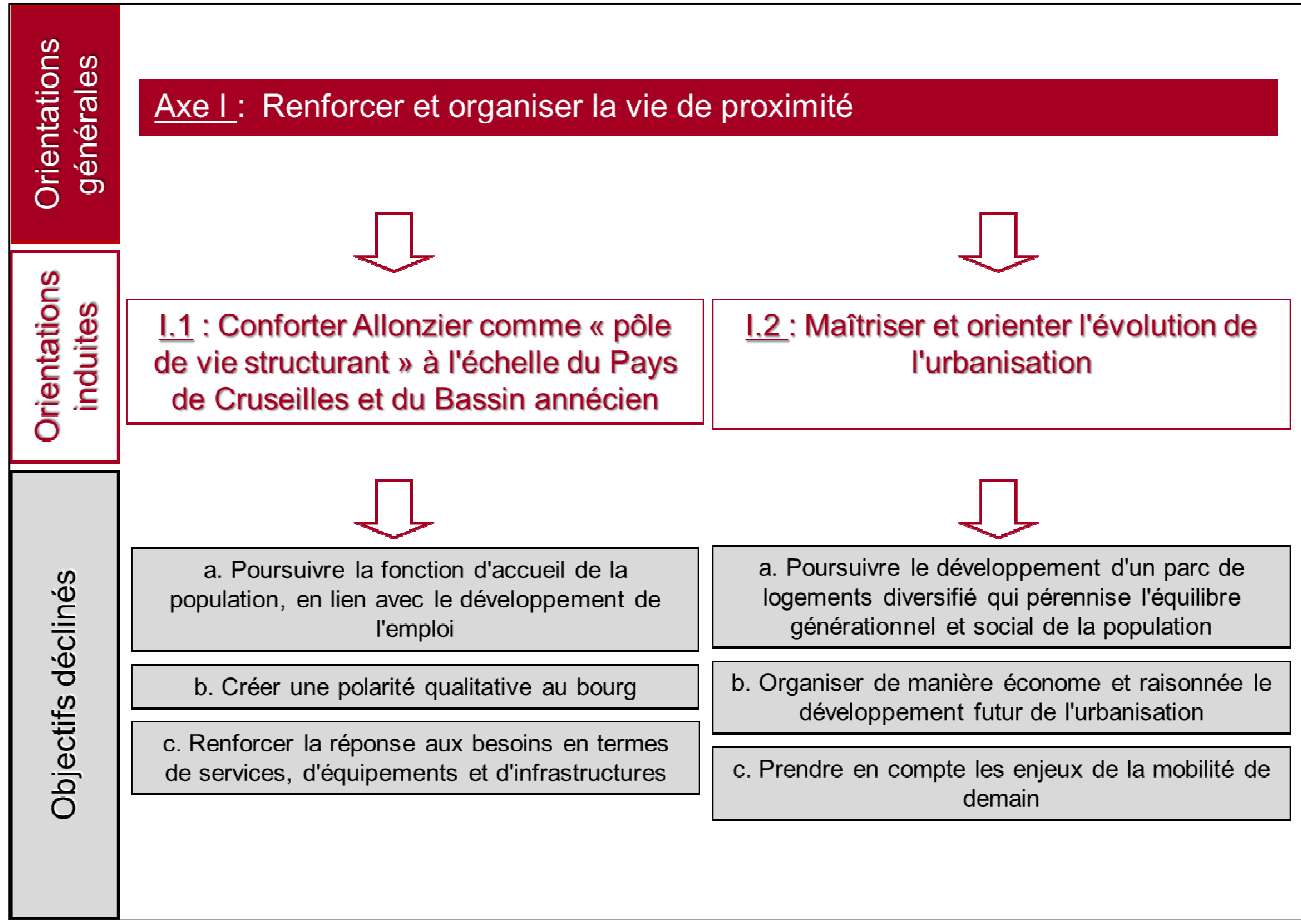 Orientations
générales
Axe I : Renforcer et organiser la vie de proximité
Orientations
induites
I.1 : Conforter Allonzier comme « pôle
de vie structurant » à l'échelle du Pays
de Cruseilles et du Bassin annécien
I.2 : Maîtriser et orienter l'évolution de
l'urbanisation
Objectifs déclinés
a. Poursuivre la fonction d'accueil de la
population, en lien avec le développement de
l'emploi
b. Créer une polarité qualitative au bourg
c. Renforcer la réponse aux besoins en termes
de services, d'équipements et d'infrastructures
a. Poursuivre le développement d'un parc de
logements diversifié qui pérennise l'équilibre
générationnel et social de la population
b. Organiser de manière économe et raisonnée le
développement futur de l'urbanisation
c. Prendre en compte les enjeux de la mobilité de
demain